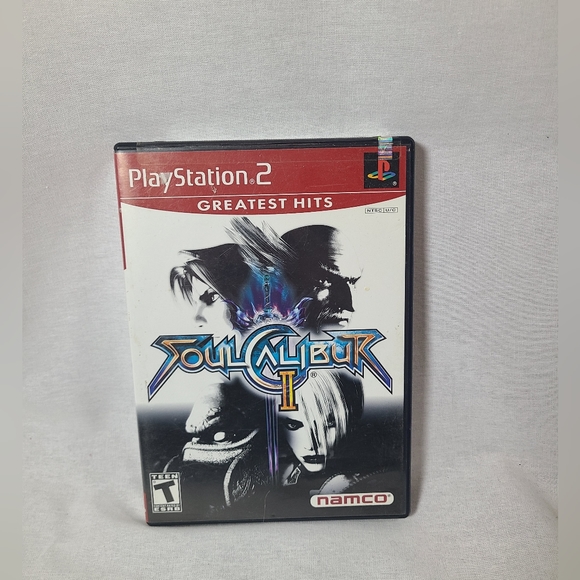 PlayStation®2
GREATEST HITS
NTSC U/C
SOULCALIBUR
II®
TEEN
T
ESRB
namco®